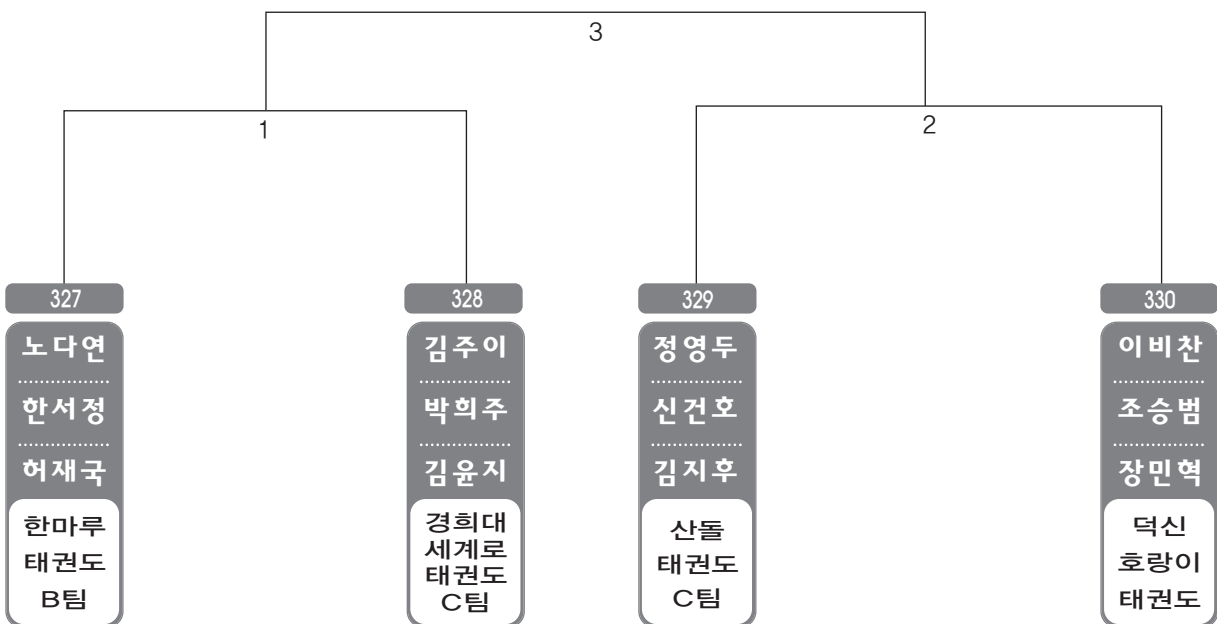 3
1
2
327
노다연
한서정
허재국
한마루
태권도
B팀
328
김주이
박희주
김윤지
경희대
세계로
태권도
C팀
329
정영두
신건호
김지후
산돌
태권도
C팀
330
이비찬
조승범
장민혁
덕신
호랑이
태권도